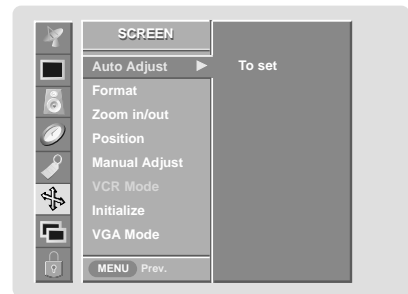 SCREEN
Auto Adjust ▶ To set
Format
Zoom in/out
Position
Manual Adjust
VCR Mode
Initialize
VGA Mode
MENU Prev.